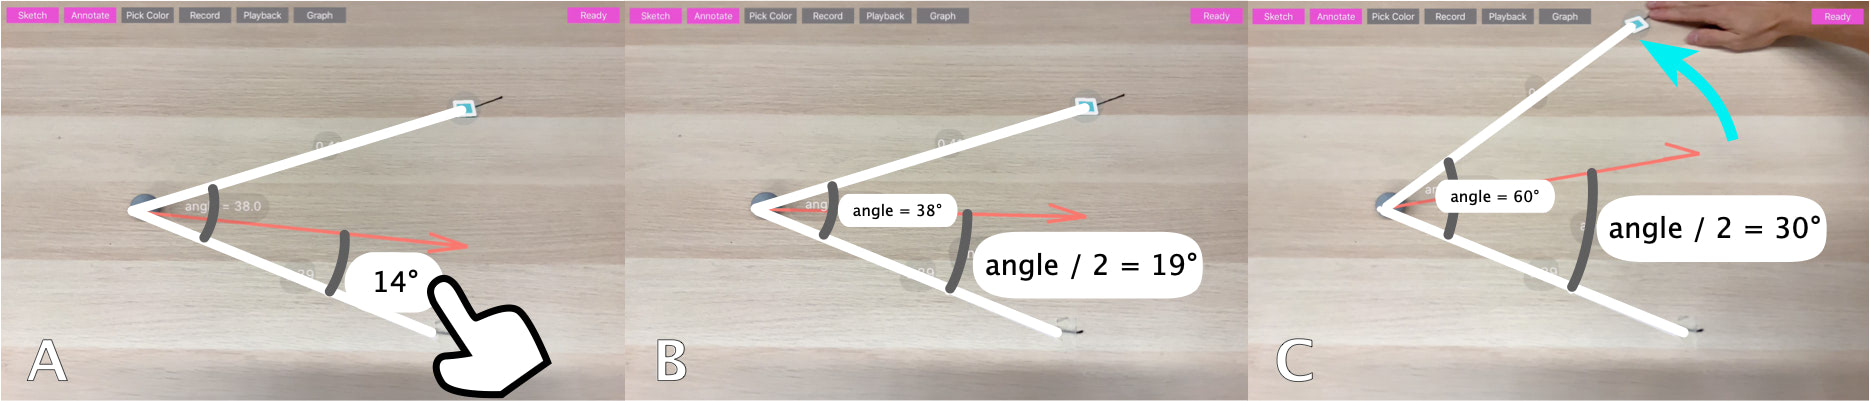 Sketch Annotate Pick Color Record Playback Graph Ready
angle = 38.0
14°
A
Sketch Annotate Pick Color Record Playback Graph Ready
angle = 38°
angle / 2 = 19°
B
Sketch Annotate Pick Color Record Playback Graph Ready
angle = 60°
angle / 2 = 30°
C